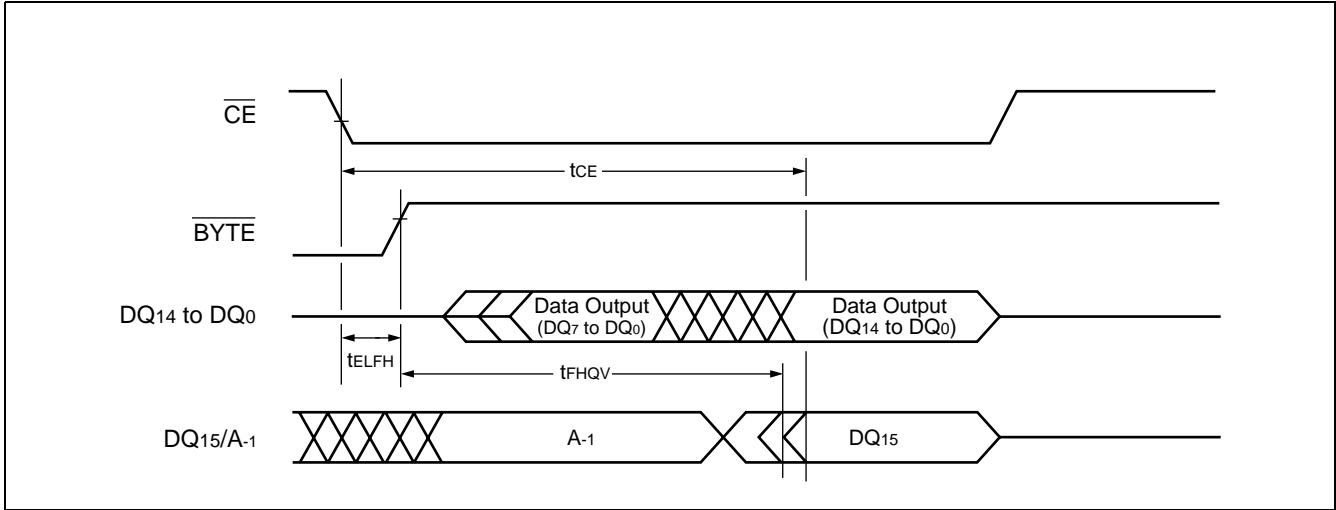 CE
tCE
BYTE
DQ14 to DQ0
Data Output
(DQ7 to DQ0)
Data Output
(DQ14 to DQ0)
tELFH
tFHQV
DQ15/A-1
A-1
DQ15